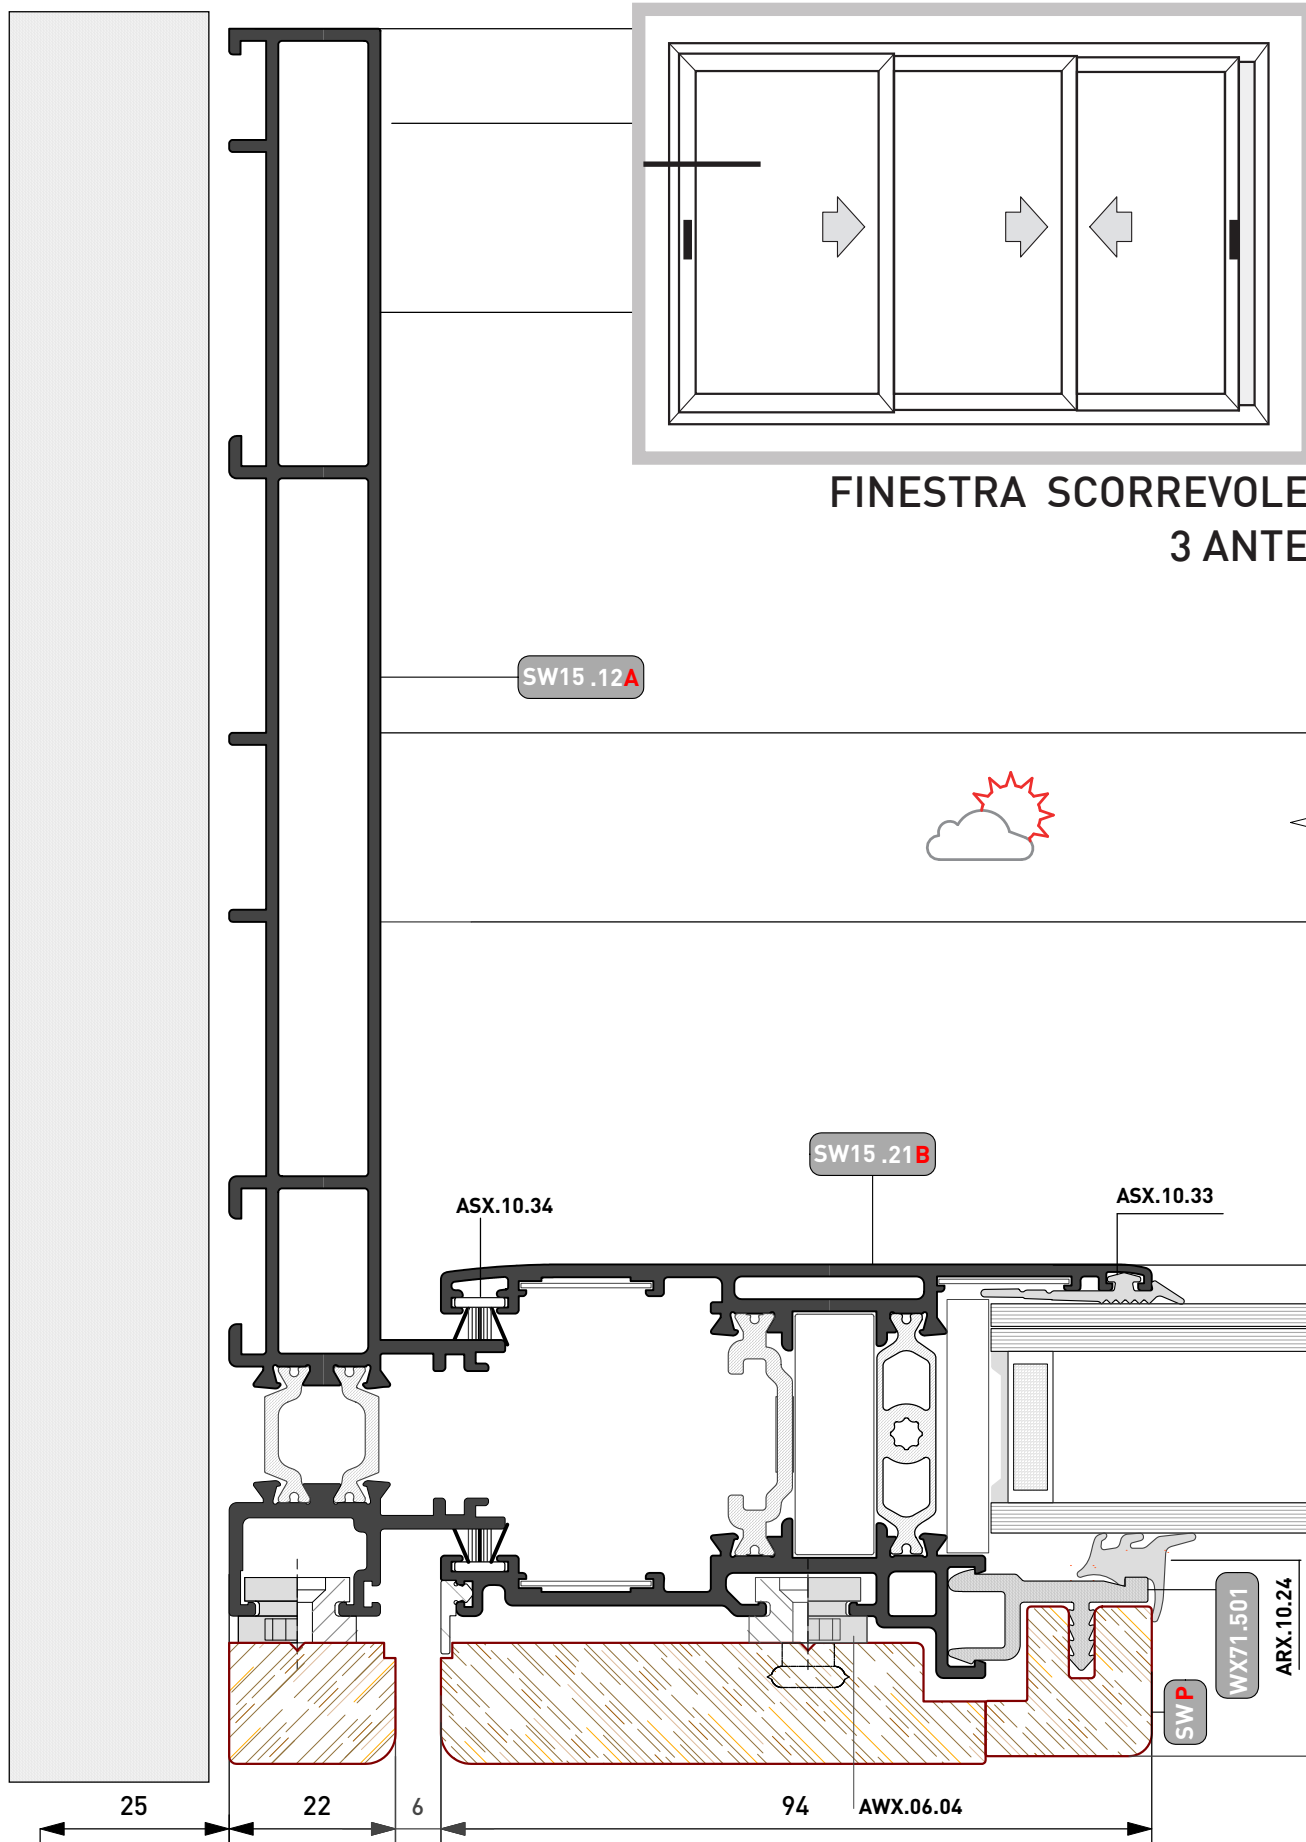 FINESTRA SCORREVOLE
3 ANTE
SW15 .12A
SW15 .21B
ASX.10.34
ASX.10.33
WX71.501
ARX.10.24
SWP
25
22
6
94
AWX.06.04